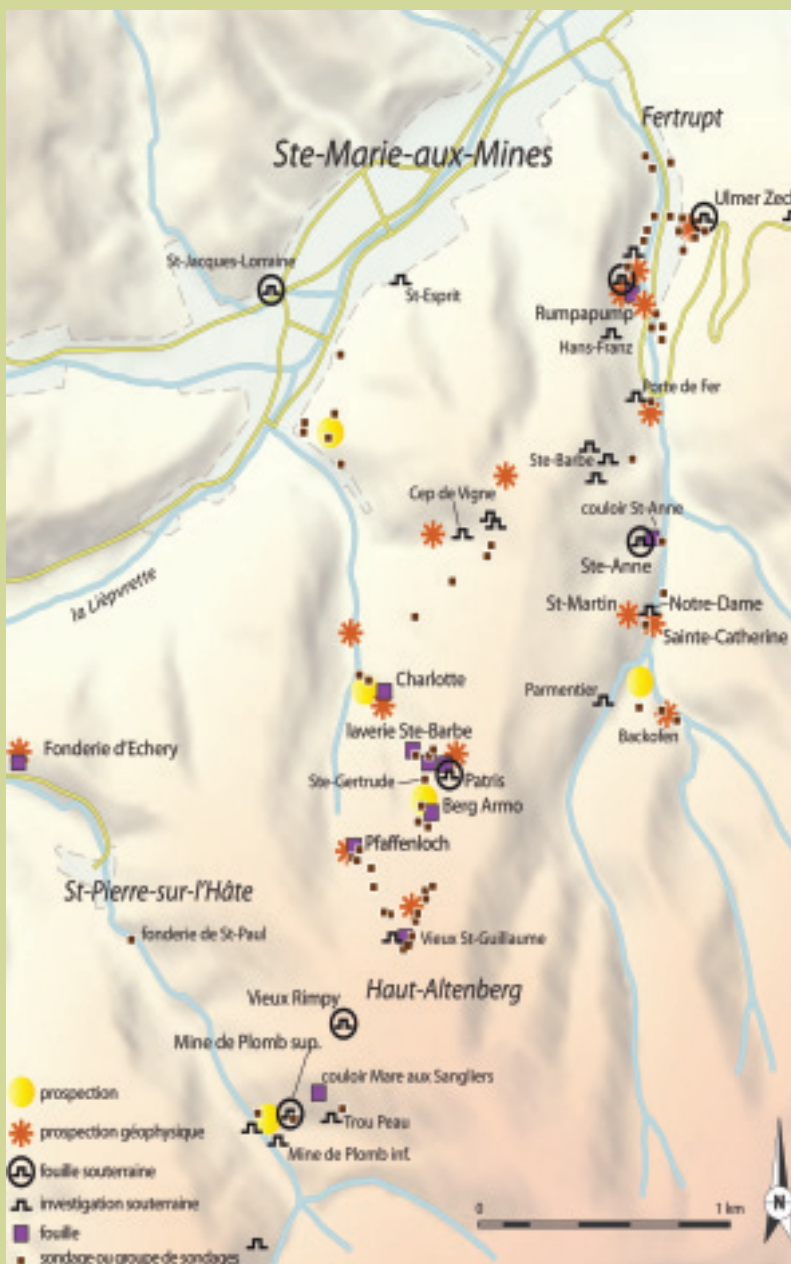 Fertrupt
Ste-Marie-aux-Mines
St-Jacques-Lorraine
St-Esprit
Rumpapump
Hans-Franz
Porte de Fer
Ste-Barbe
Cep de Vigne
couloir St-Anne
Ste-Anne
la Lièpvrette
St-Martin
Notre-Dame
Sainte-Catherine
Charlotte
Parmentier
laverie Ste-Barbe
Backofen
Fonderie d'Echery
Ste-Gertrude
Patris
Berg Armo
Pfaffenloch
St-Pierre-sur-l'Hâte
fonderie de St-Paul
Vieux St-Guillaume
Haut-Altenberg
Vieux Rimpy
Mine de Plomb sup.
couloir Mare aux Sangliers
Trou Peau
Mine de Plomb inf.
prospection
prospection géophysique
fouille souterraine
investigation souterraine
fouille
sondage ou groupe de sondages
0 1 km
N
Ulmer